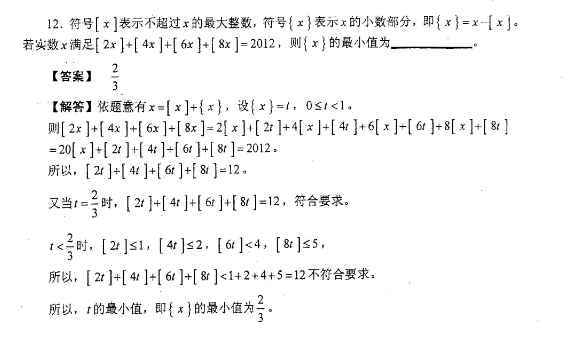 12．符号[ x ]表示不超过 x 的最大整数，符号{ x }表示 x 的小数部分，即{ x }=x-[ x ]。
若实数 x 满足[ 2x ]+[ 4x ]+[ 6x ]+[ 8x ]=2012，则{ x }的最小值为________。
【答案】 2/3
【解答】依题意有 x=[ x ]+{ x }，设{ x }=t，0≤t<1。
则[ 2x ]+[ 4x ]+[ 6x ]+[ 8x ]=2[ x ]+[ 2t ]+4[ x ]+[ 4t ]+6[ x ]+[ 6t ]+8[ x ]+[ 8t ]
=20[ x ]+[ 2t ]+[ 4t ]+[ 6t ]+[ 8t ]=2012。
所以，[ 2t ]+[ 4t ]+[ 6t ]+[ 8t ]=12。
又当t=2/3时，[ 2t ]+[ 4t ]+[ 6t ]+[ 8t ]=12，符合要求。
t<2/3时，[ 2t ]≤1，[ 4t ]≤2，[ 6t ]<4，[ 8t ]≤5，
所以，[ 2t ]+[ 4t ]+[ 6t ]+[ 8t ]<1+2+4+5=12不符合要求。
所以，t的最小值，即{ x }的最小值为2/3。